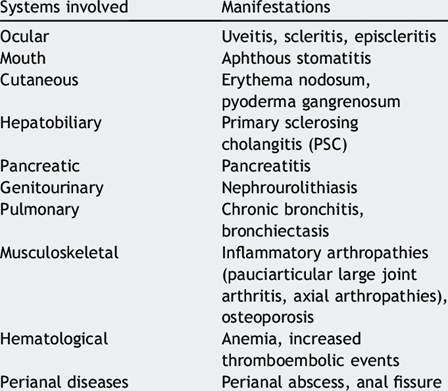 Systems involved Manifestations
Ocular Uveitis, scleritis, episcleritis
Mouth Aphthous stomatitis
Cutaneous Erythema nodosum,
pyoderma gangrenosum
Hepatobiliary Primary sclerosing
cholangitis (PSC)
Pancreatic Pancreatitis
Genitourinary Nephrourolithiasis
Pulmonary Chronic bronchitis,
bronchiectasis
Musculoskeletal Inflammatory arthropathies
(pauciarticular large joint
arthritis, axial arthropathies),
osteoporosis
Hematological Anemia, increased
thromboembolic events
Perianal diseases Perianal abscess, anal fissure